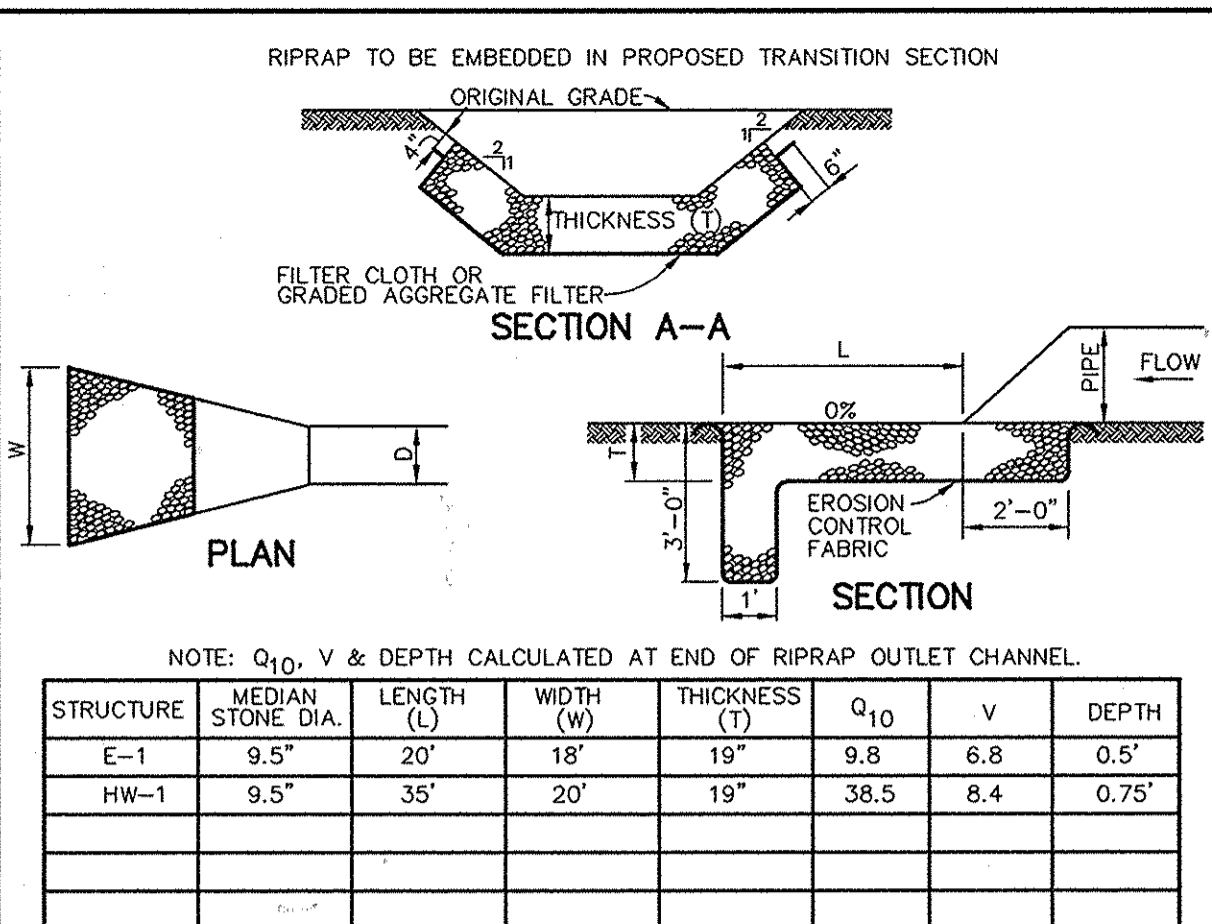 RIPRAP TO BE EMBEDDED IN PROPOSED TRANSITION SECTION
ORIGINAL GRADE
4"
2
1
1
2
6"
THICKNESS (T)
FILTER CLOTH OR
GRADED AGGREGATE FILTER
SECTION A-A
W
D
PLAN
L
PIPE
FLOW
0%
T
3'-0"
EROSION
CONTROL
FABRIC
2'-0"
1'
SECTION
NOTE: Q10, V & DEPTH CALCULATED AT END OF RIPRAP OUTLET CHANNEL.
STRUCTURE MEDIAN STONE DIA. LENGTH (L) WIDTH (W) THICKNESS (T) Q10 V DEPTH
E-1 9.5" 20' 18' 19" 9.8 6.8 0.5'
HW-1 9.5" 35' 20' 19" 38.5 8.4 0.75'